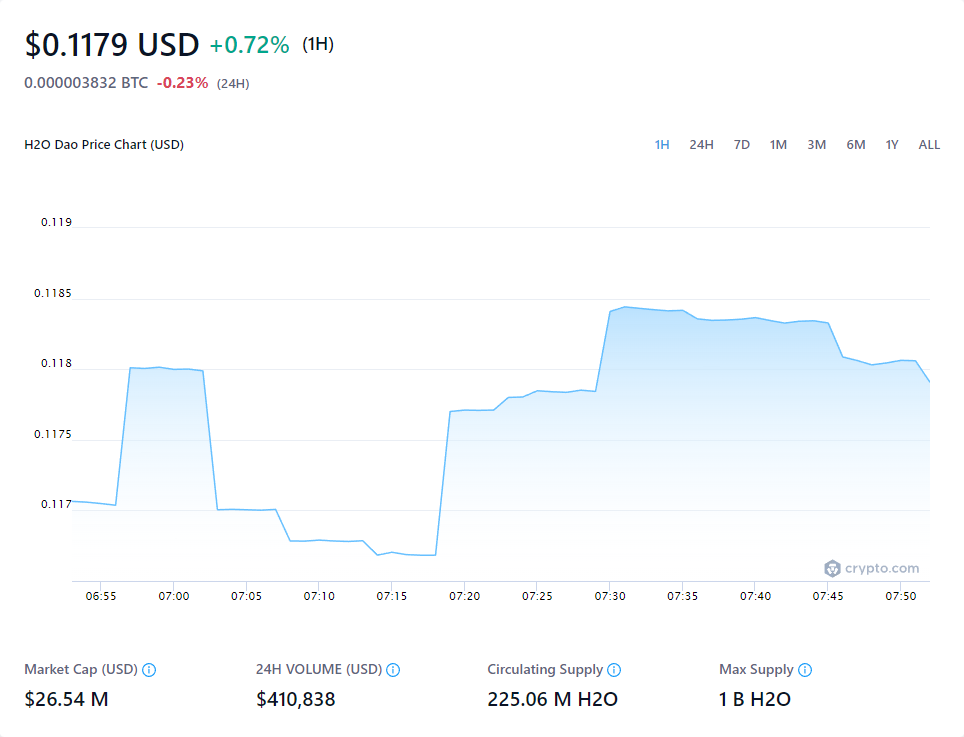 $0.1179 USD +0.72% (1H)
0.000003832 BTC -0.23% (24H)
H2O Dao Price Chart (USD) 1H 24H 7D 1M 3M 6M 1Y ALL
0.119
0.1185
0.118
0.1175
0.117
crypto.com
06:55 07:00 07:05 07:10 07:15 07:20 07:25 07:30 07:35 07:40 07:45 07:50
Market Cap (USD) 24H VOLUME (USD) Circulating Supply Max Supply
$26.54 M $410,838 225.06 M H2O 1 B H2O